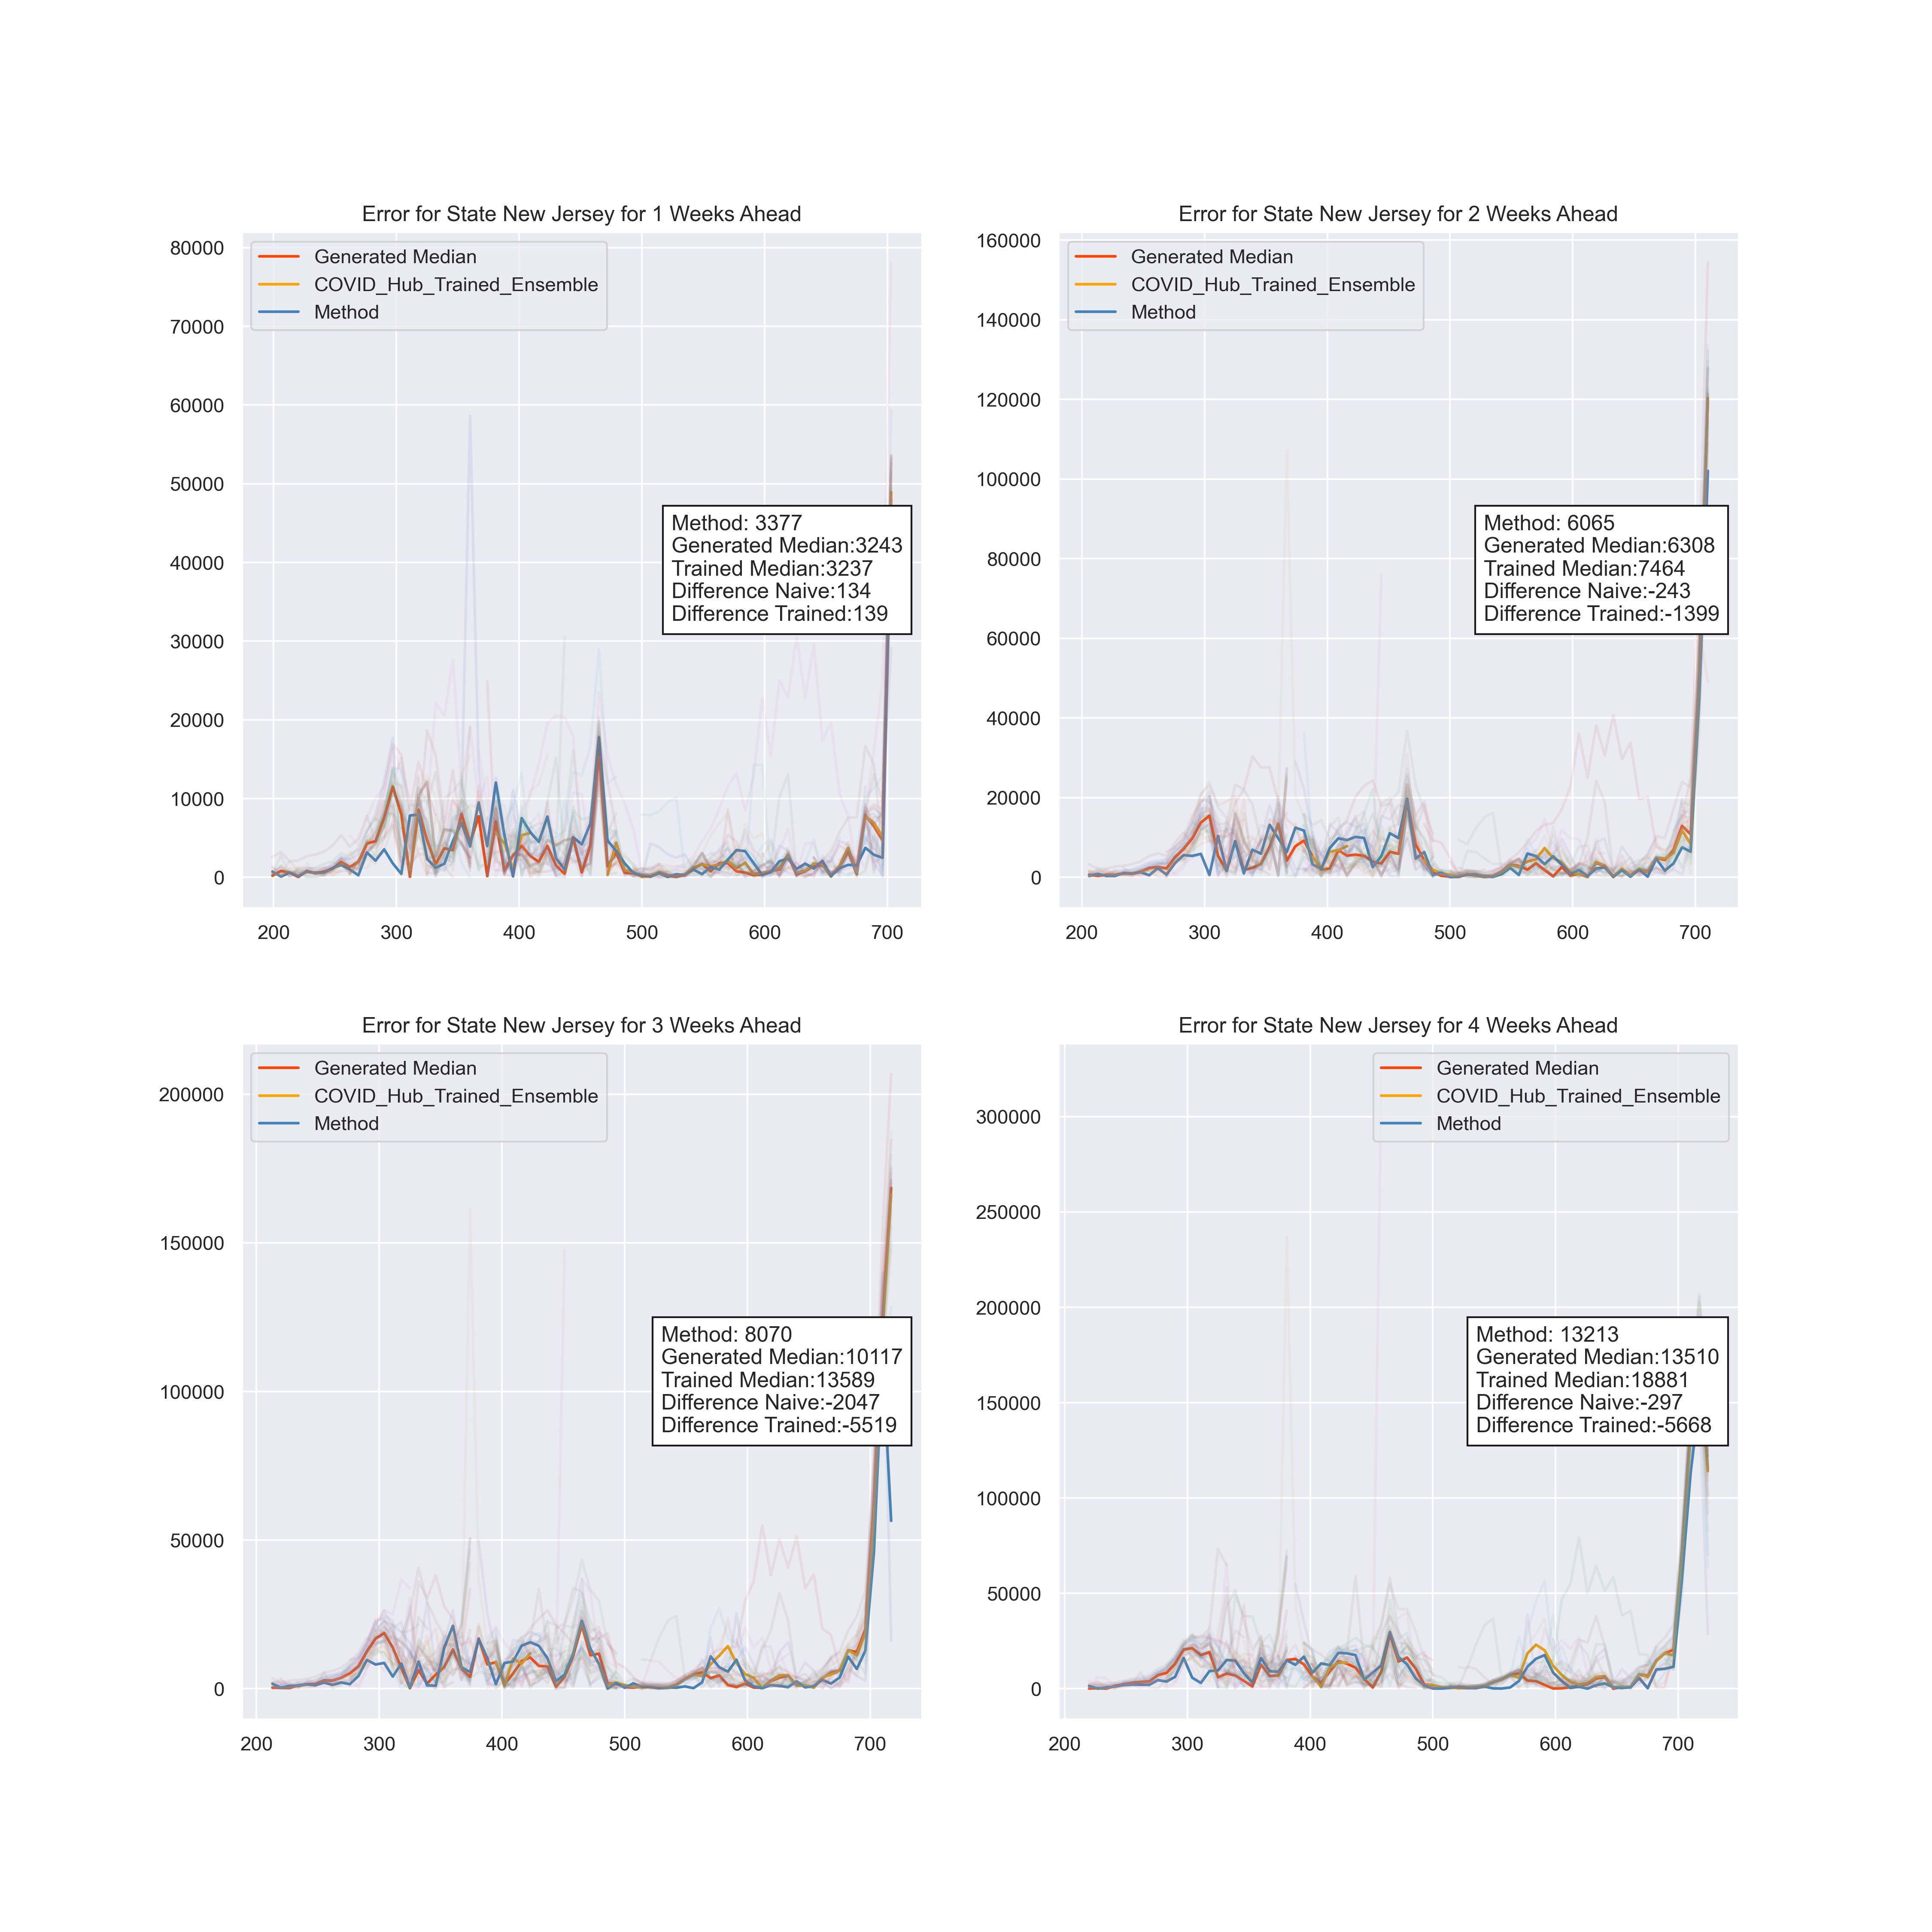 Error for State New Jersey for 1 Weeks Ahead
80000
70000
60000
50000
40000
30000
20000
10000
0
Generated Median
COVID_Hub_Trained_Ensemble
Method
Method: 3377
Generated Median:3243
Trained Median:3237
Difference Naive:134
Difference Trained:139
200 300 400 500 600 700
Error for State New Jersey for 2 Weeks Ahead
160000
140000
120000
100000
80000
60000
40000
20000
0
Generated Median
COVID_Hub_Trained_Ensemble
Method
Method: 6065
Generated Median:6308
Trained Median:7464
Difference Naive:-243
Difference Trained:-1399
200 300 400 500 600 700
Error for State New Jersey for 3 Weeks Ahead
200000
150000
100000
50000
0
Generated Median
COVID_Hub_Trained_Ensemble
Method
Method: 8070
Generated Median:10117
Trained Median:13589
Difference Naive:-2047
Difference Trained:-5519
200 300 400 500 600 700
Error for State New Jersey for 4 Weeks Ahead
300000
250000
200000
150000
100000
50000
0
Generated Median
COVID_Hub_Trained_Ensemble
Method
Method: 13213
Generated Median:13510
Trained Median:18881
Difference Naive:-297
Difference Trained:-5668
200 300 400 500 600 700